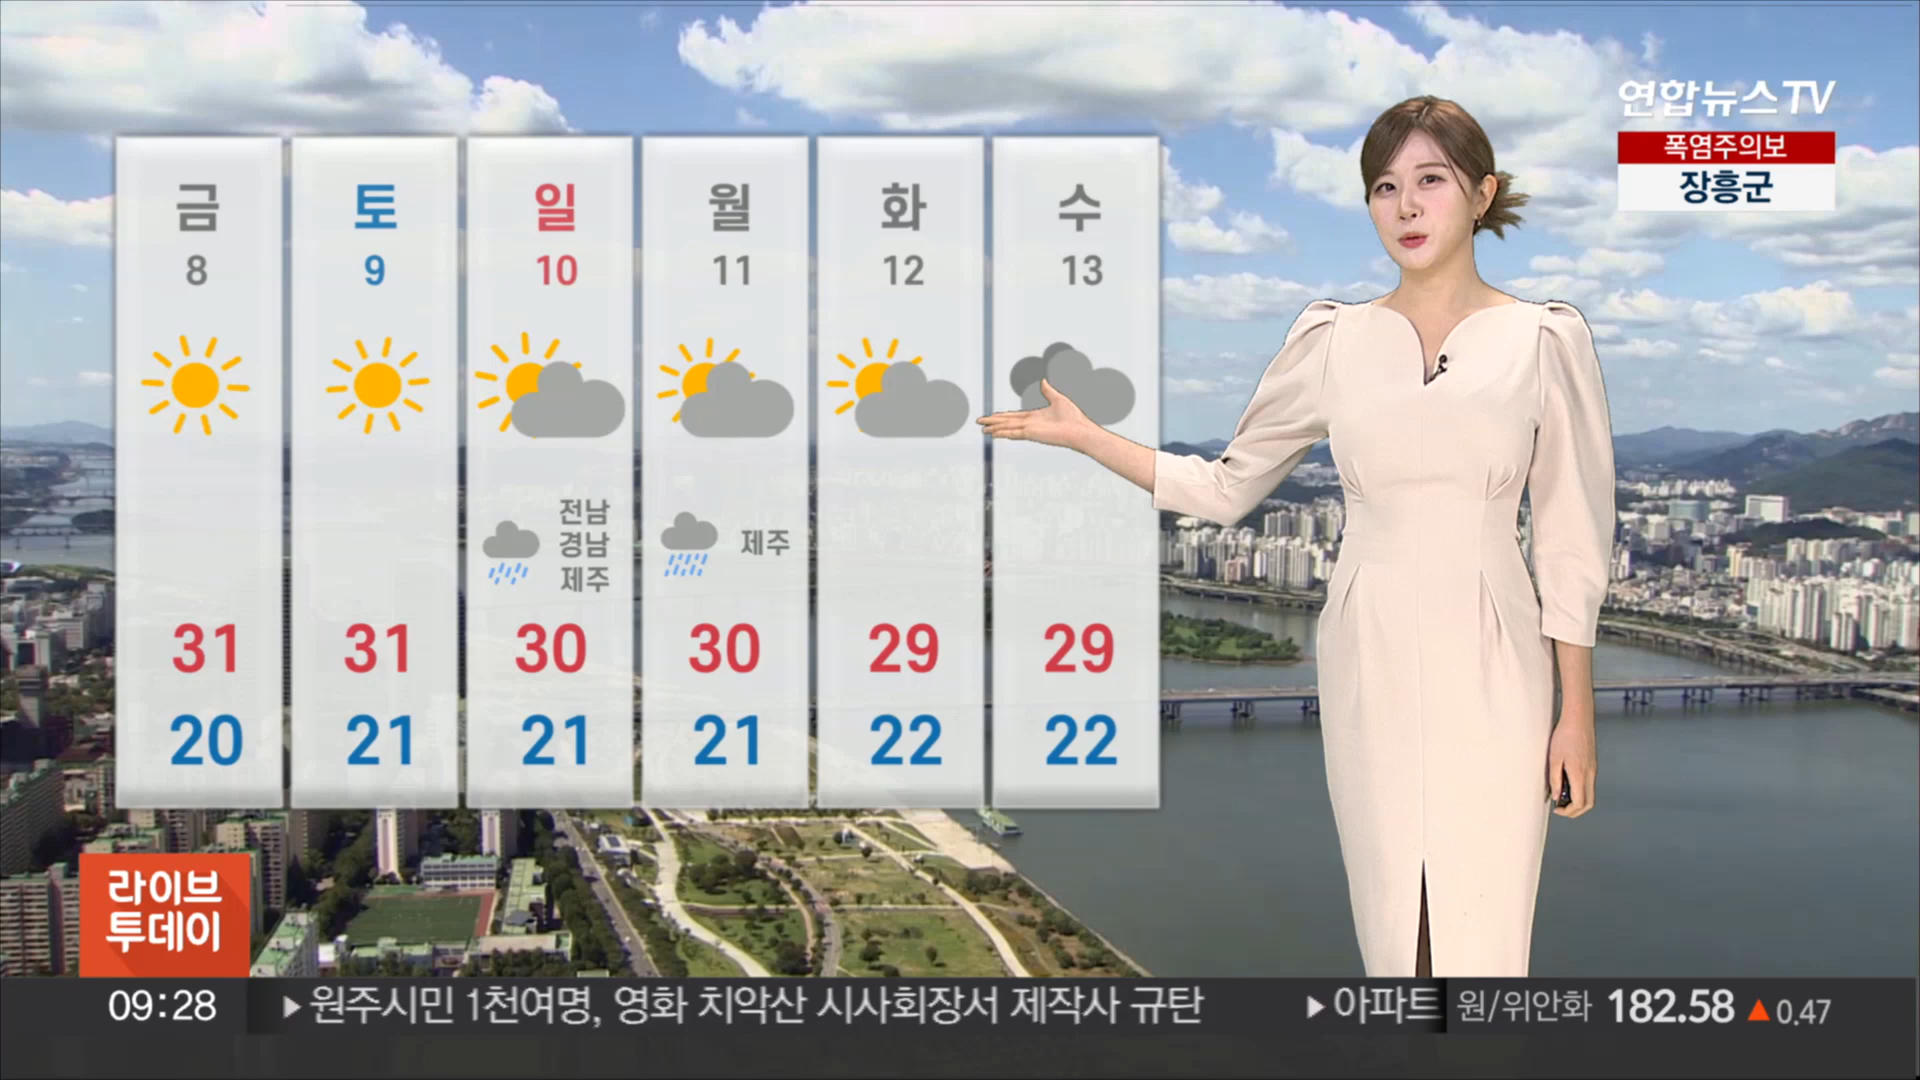 연합뉴스TV
폭염주의보
장흥군
금 토 일 월 화 수
8 9 10 11 12 13
전남
경남
제주
제주
31 31 30 30 29 29
20 21 21 21 22 22
라이브
투데이
09:28 ▶원주시민 1천여명, 영화 치악산 시사회장서 제작사 규탄 ▶아파트 원/위안화 182.58 ▲0.47